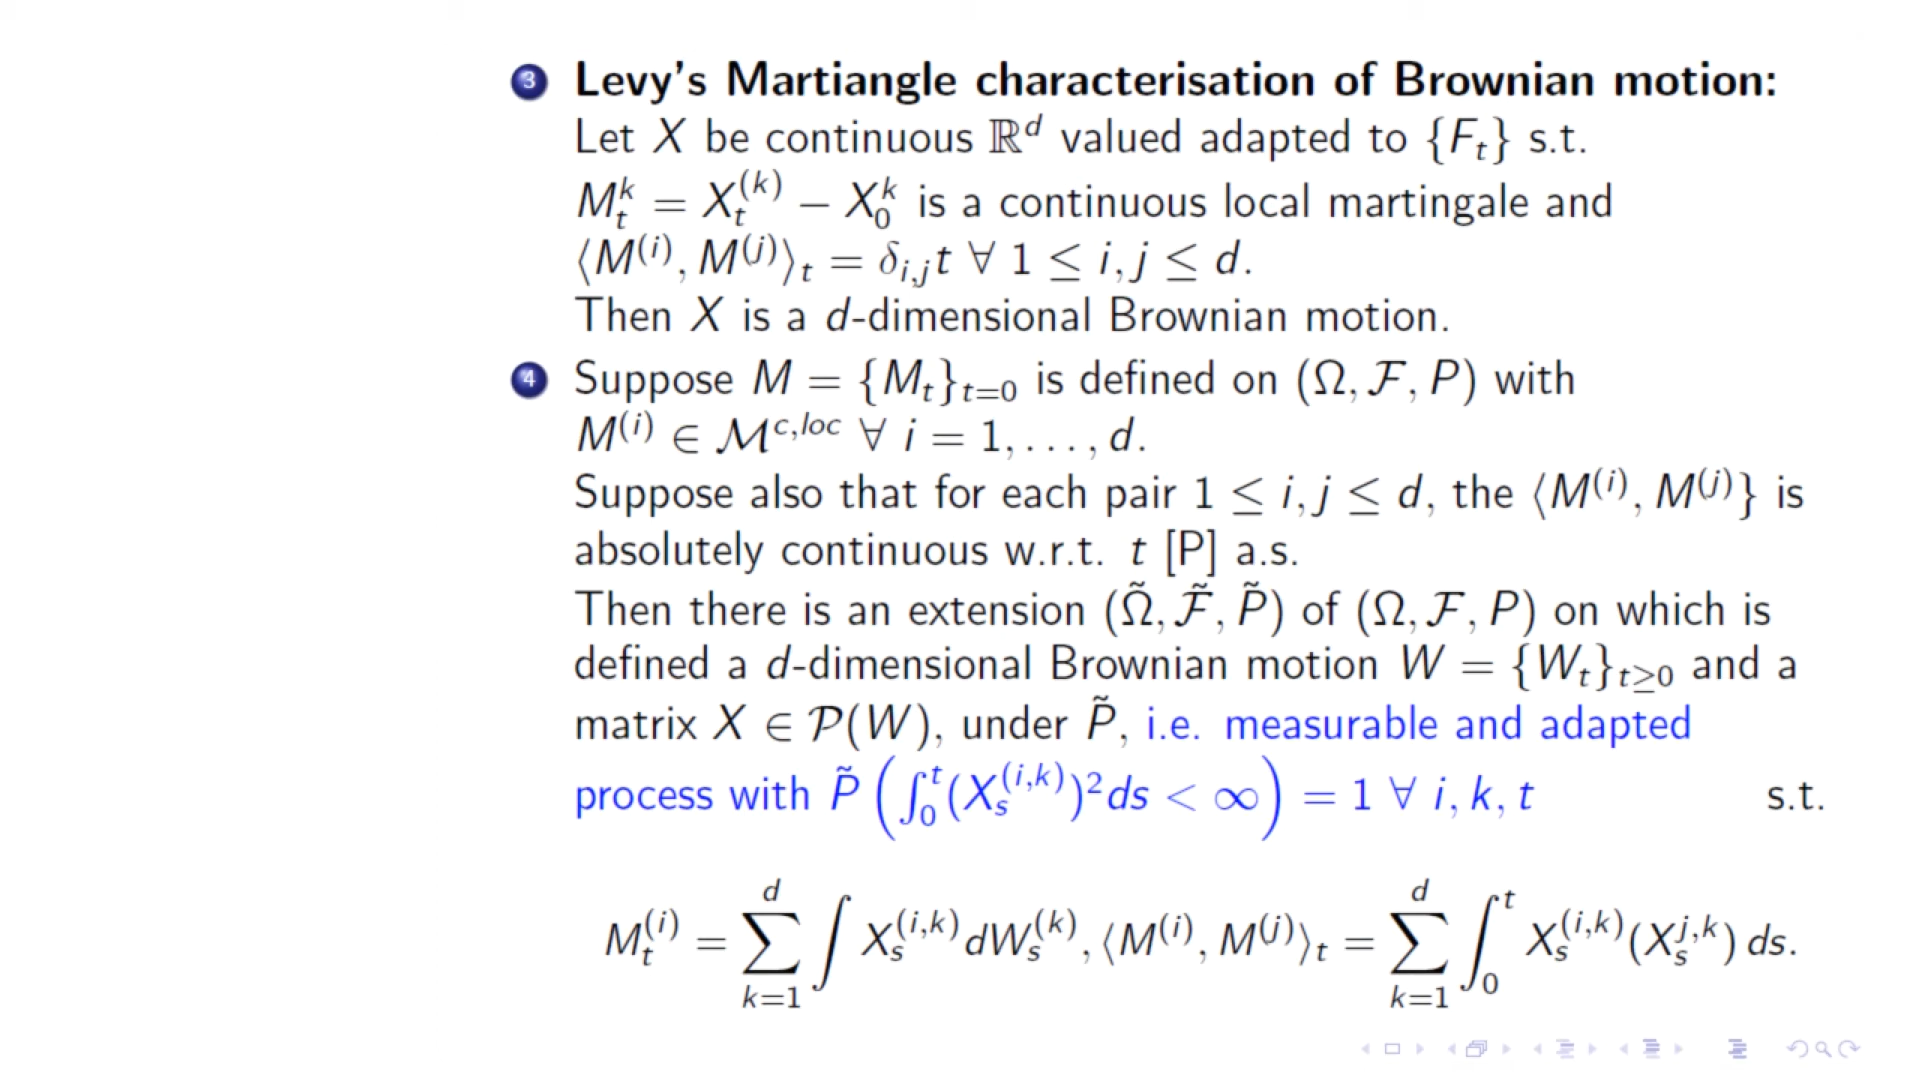 3 Levy's Martiangle characterisation of Brownian motion:
Let X be continuous ℝ^d valued adapted to {F_t} s.t.
M_t^k = X_t^{(k)} − X_0^k is a continuous local martingale and
⟨M^{(i)}, M^{(j)}⟩_t = δ_{i,j}t ∀ 1 ≤ i, j ≤ d.
Then X is a d-dimensional Brownian motion.
4 Suppose M = {M_t}_{t=0} is defined on (Ω, ℱ, P) with
M^{(i)} ∈ ℳ^{c,loc} ∀ i = 1, . . . , d.
Suppose also that for each pair 1 ≤ i, j ≤ d, the ⟨M^{(i)}, M^{(j)}} is
absolutely continuous w.r.t. t [P] a.s.
Then there is an extension (Ω̃, ℱ̃, P̃) of (Ω, ℱ, P) on which is
defined a d-dimensional Brownian motion W = {W_t}_{t≥0} and a
matrix X ∈ 𝒫(W), under P̃, i.e. measurable and adapted
process with P̃ (∫_0^t (X_s^{(i,k)})^2 ds < ∞) = 1 ∀ i, k, t s.t.
M_t^{(i)} = ∑_{k=1}^d ∫ X_s^{(i,k)} dW_s^{(k)}, ⟨M^{(i)}, M^{(j)}⟩_t = ∑_{k=1}^d ∫_0^t X_s^{(i,k)} (X_s^{j,k}) ds.